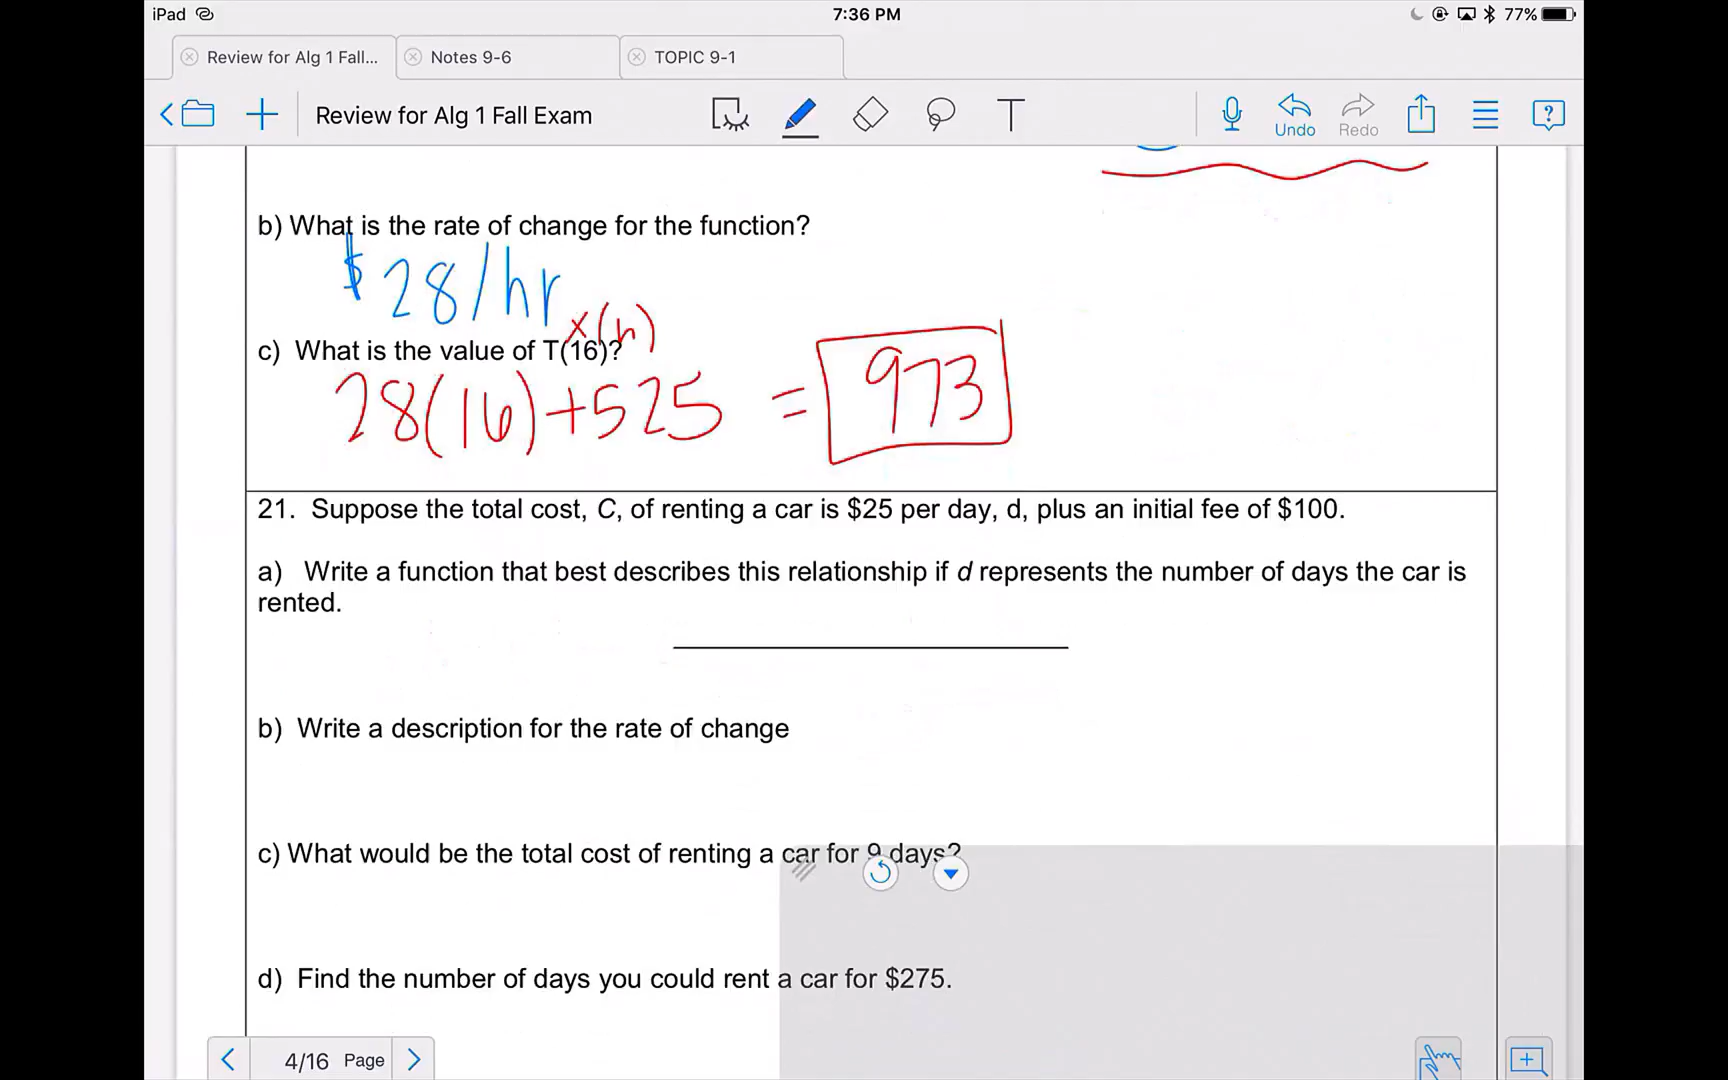 iPad
7:36 PM
77%
Review for Alg 1 Fall...
Notes 9-6
TOPIC 9-1
Review for Alg 1 Fall Exam
T
Undo
Redo
?
b) What is the rate of change for the function?
$28/hr
x(h)
c) What is the value of T(16)?
28(16)+525 = 973
21. Suppose the total cost, C, of renting a car is $25 per day, d, plus an initial fee of $100.
a) Write a function that best describes this relationship if d represents the number of days the car is
rented.
b) Write a description for the rate of change
c) What would be the total cost of renting a car for 9 days?
d) Find the number of days you could rent a car for $275.
4/16 Page